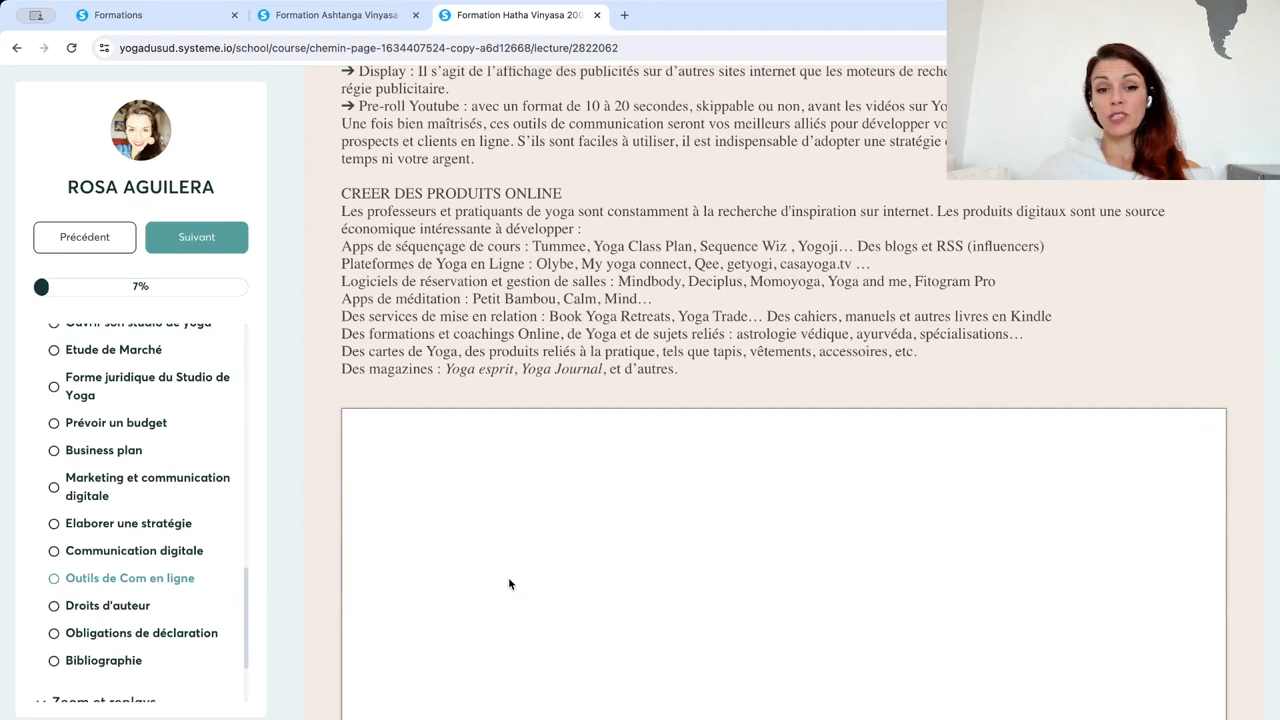 Formations
Formation Ashtanga Vinyasa
Formation Hatha Vinyasa 200
yogadusud.systeme.io/school/course/chemin-page-1634407524-copy-a6d12668/lecture/2822062
ROSA AGUILERA
Précédent
Suivant
7%
Ouvrir son studio de yoga
Etude de Marché
Forme juridique du Studio de
Yoga
Prévoir un budget
Business plan
Marketing et communication
digitale
Elaborer une stratégie
Communication digitale
Outils de Com en ligne
Droits d'auteur
Obligations de déclaration
Bibliographie
Zoom et replays
➔ Display : Il s'agit de l'affichage des publicités sur d'autres sites internet que les moteurs de
régie publicitaire.
➔ Pre-roll Youtube : avec un format de 10 à 20 secondes, skippable ou non, avant les vidéos sur
Une fois bien maîtrisés, ces outils de communication seront vos meilleurs alliés pour développer
prospects et clients en ligne. S'ils sont faciles à utiliser, il est indispensable d'adopter une stratégie
temps ni votre argent.
CREER DES PRODUITS ONLINE
Les professeurs et pratiquants de yoga sont constamment à la recherche d'inspiration sur internet. Les produits digitaux sont une source
économique intéressante à développer :
Apps de séquençage de cours : Tummee, Yoga Class Plan, Sequence Wiz , Yogoji… Des blogs et RSS (influencers)
Plateformes de Yoga en Ligne : Olybe, My yoga connect, Qee, getyogi, casayoga.tv …
Logiciels de réservation et gestion de salles : Mindbody, Deciplus, Momoyoga, Yoga and me, Fitogram Pro
Apps de méditation : Petit Bambou, Calm, Mind…
Des services de mise en relation : Book Yoga Retreats, Yoga Trade… Des cahiers, manuels et autres livres en Kindle
Des formations et coachings Online, de Yoga et de sujets reliés : astrologie védique, ayurvéda, spécialisations…
Des cartes de Yoga, des produits reliés à la pratique, tels que tapis, vêtements, accessoires, etc.
Des magazines : Yoga esprit, Yoga Journal, et d'autres.